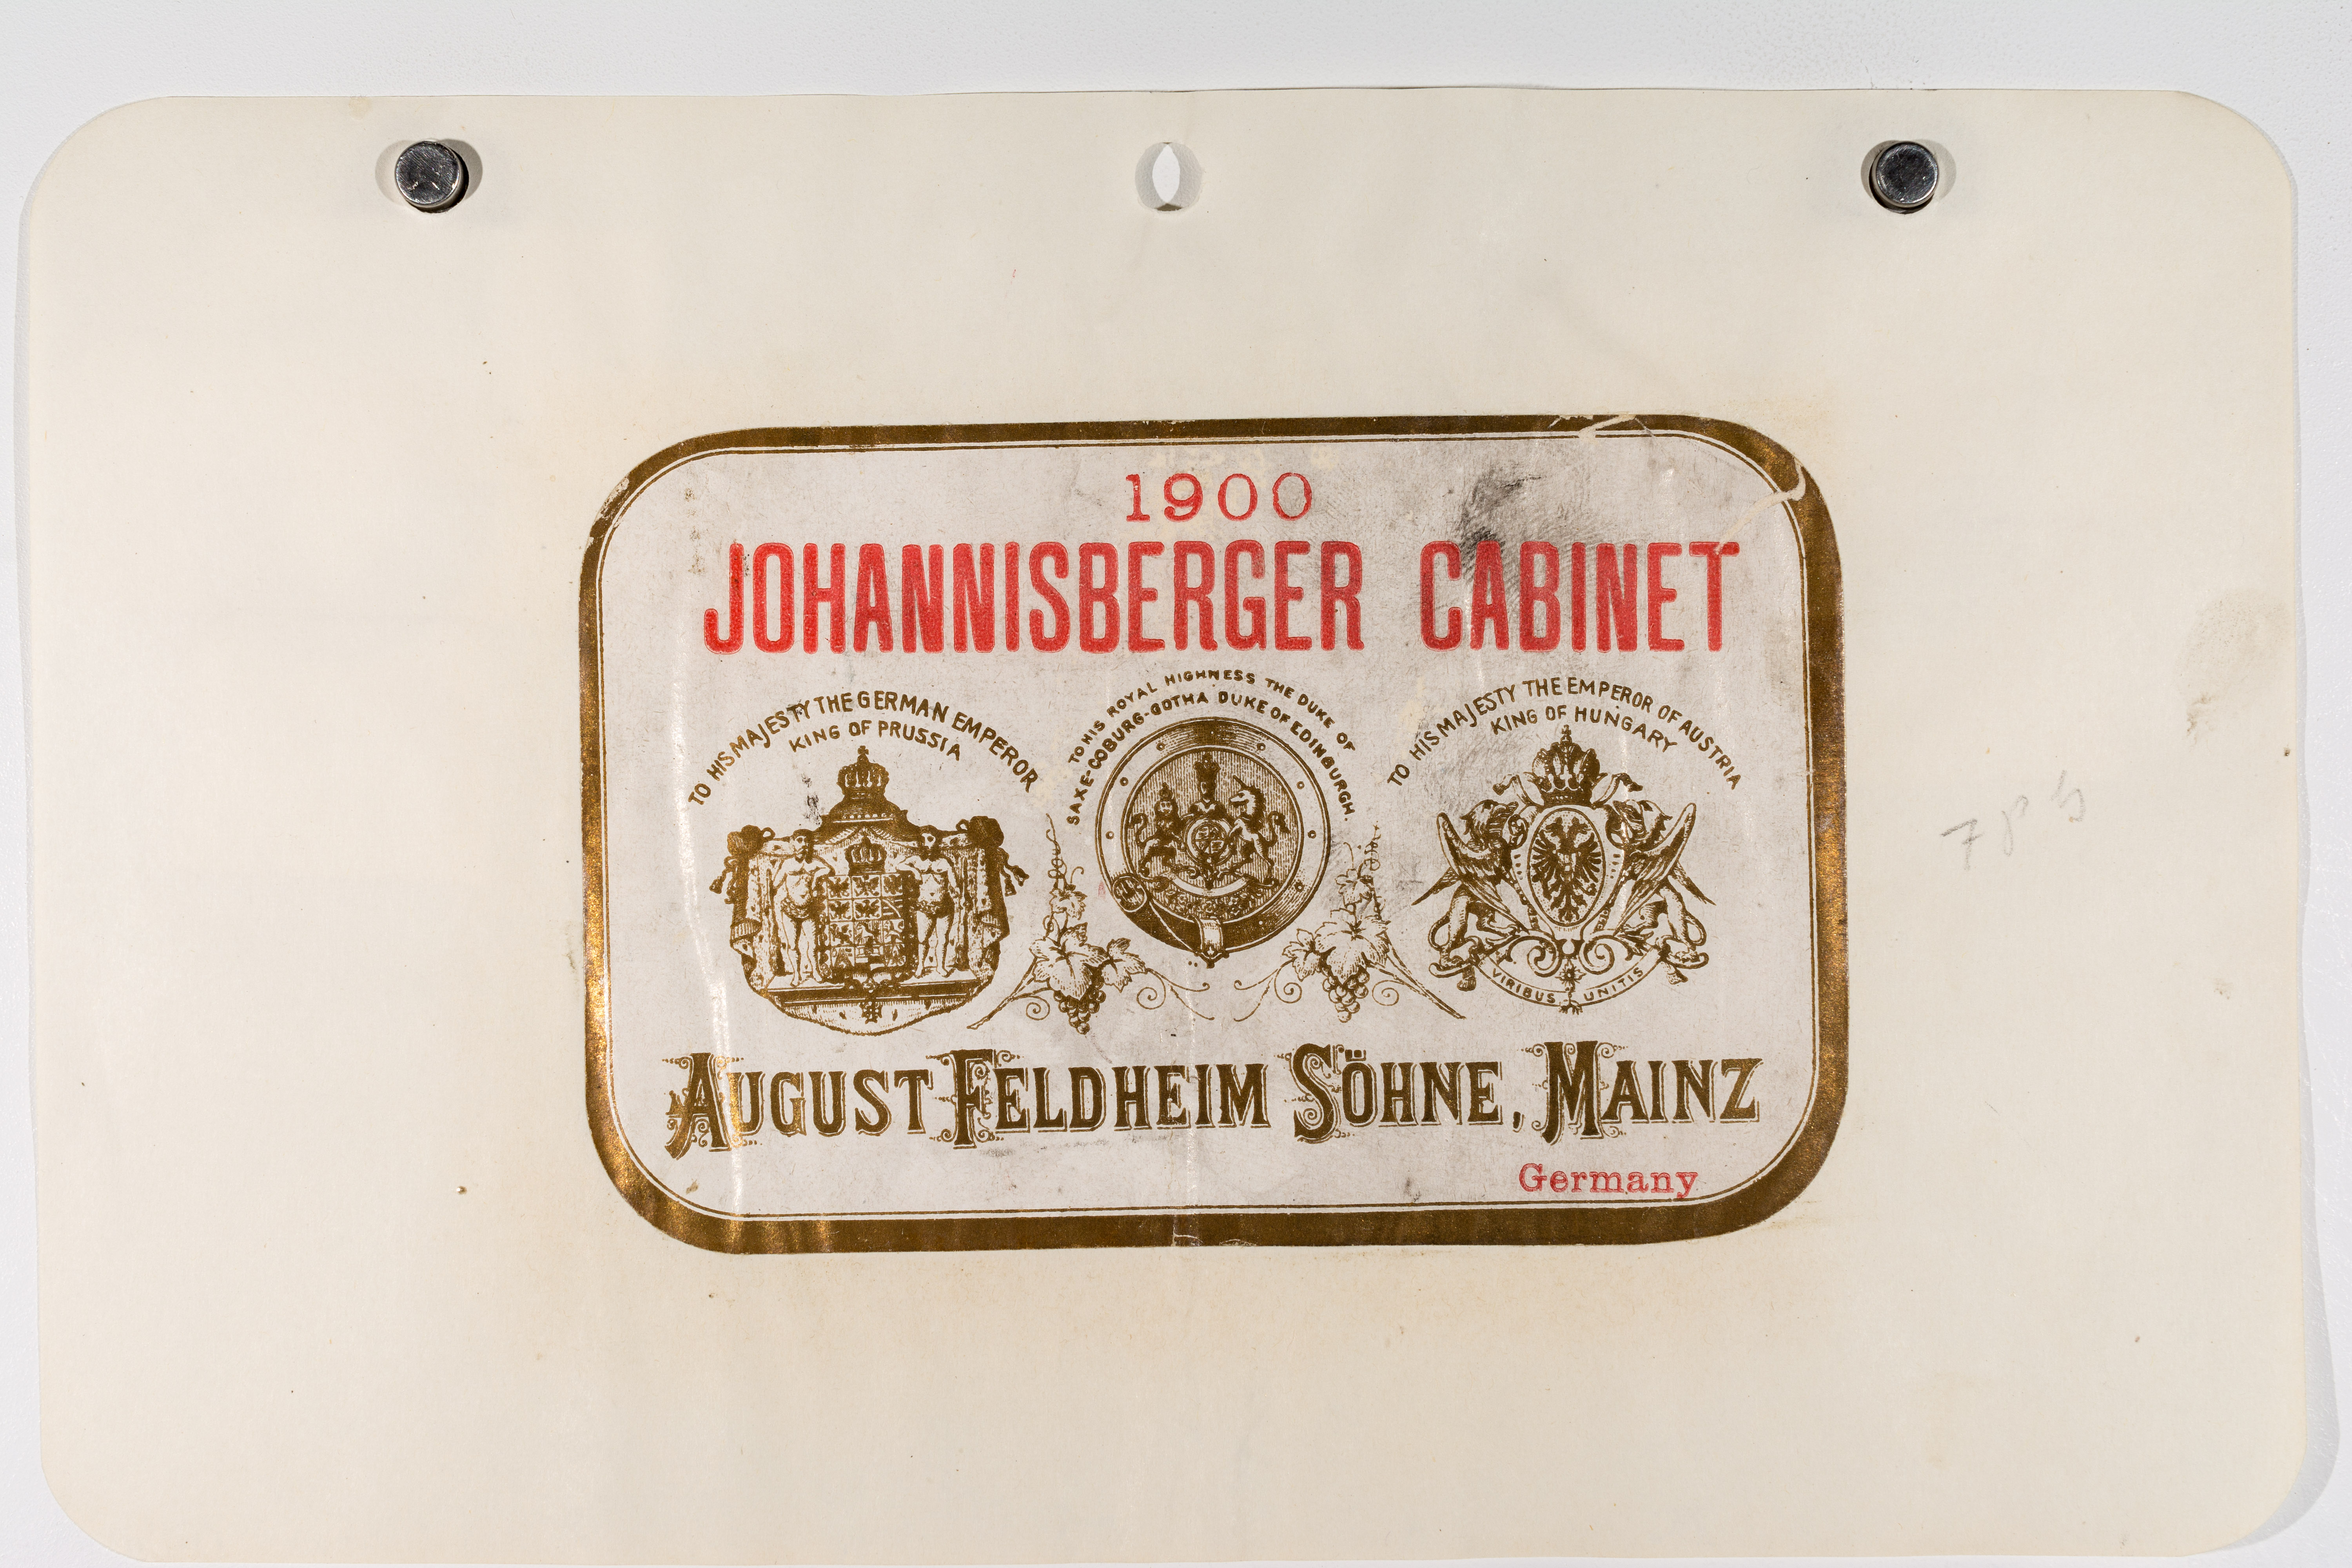 1900
JOHANNISBERGER CABINET
TO HIS MAJESTY THE GERMAN EMPEROR
KING OF PRUSSIA
TO HIS ROYAL HIGHNESS THE DUKE OF
SAXE-COBURG-GOTHA DUKE OF EDINBURGH.
TO HIS MAJESTY THE EMPEROR OF AUSTRIA
KING OF HUNGARY
VIRIBUS UNITIS
AUGUST FELDHEIM SÖHNE, MAINZ
Germany